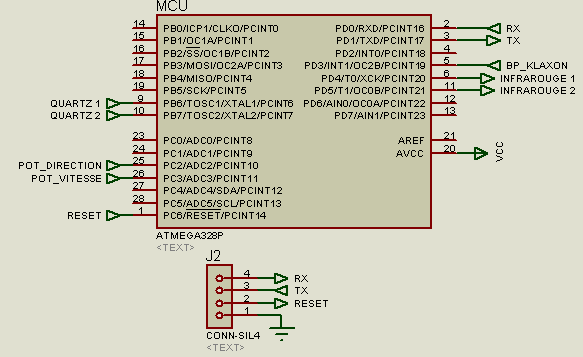 MCU
14 PB0/ICP1/CLKO/PCINT0 PD0/RXD/PCINT16 2 RX
15 PB1/OC1A/PCINT1 PD1/TXD/PCINT17 3 TX
16 PB2/SS/OC1B/PCINT2 PD2/INT0/PCINT18 4
17 PB3/MOSI/OC2A/PCINT3 PD3/INT1/OC2B/PCINT19 5 BP_KLAXON
18 PB4/MISO/PCINT4 PD4/T0/XCK/PCINT20 6 INFRAROUGE 1
19 PB5/SCK/PCINT5 PD5/T1/OC0B/PCINT21 11 INFRAROUGE 2
QUARTZ 1 9 PB6/TOSC1/XTAL1/PCINT6 PD6/AIN0/OC0A/PCINT22 12
QUARTZ 2 10 PB7/TOSC2/XTAL2/PCINT7 PD7/AIN1/PCINT23 13
23 PC0/ADC0/PCINT8 AREF 21
24 PC1/ADC1/PCINT9 AVCC 20 VCC
POT_DIRECTION 25 PC2/ADC2/PCINT10
POT_VITESSE 26 PC3/ADC3/PCINT11
27 PC4/ADC4/SDA/PCINT12
28 PC5/ADC5/SCL/PCINT13
RESET 1 PC6/RESET/PCINT14
ATMEGA328P
<TEXT>
J2
4 RX
3 TX
2 RESET
1
CONN-SIL4
<TEXT>